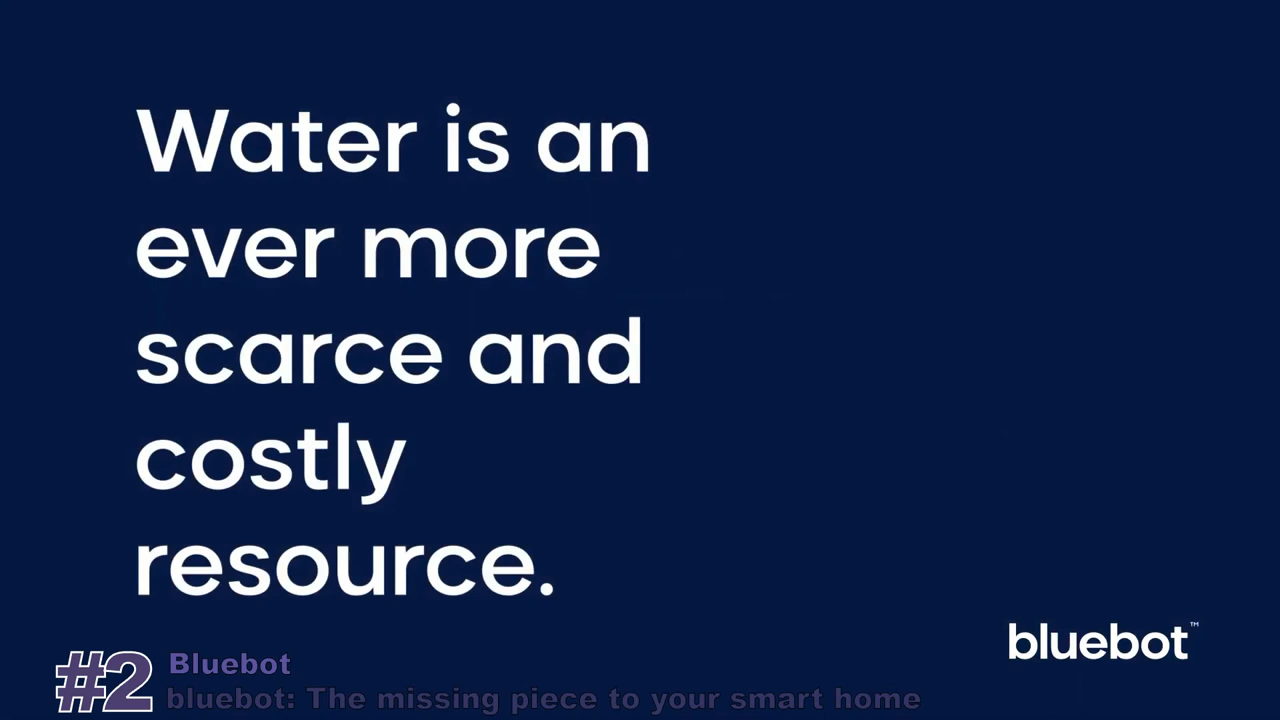 Water is an
ever more
scarce and
costly
resource.
bluebot™
#2 Bluebot
bluebot: The missing piece to your smart home